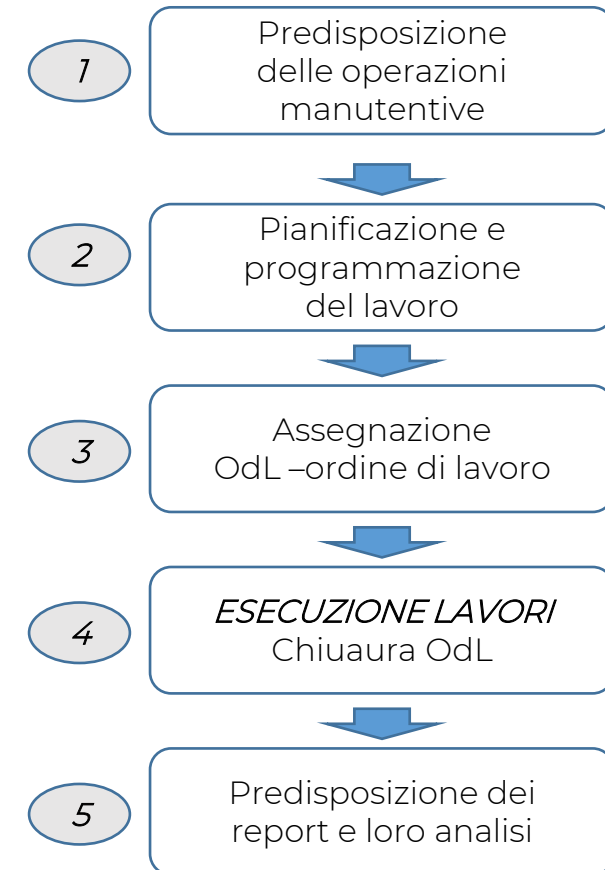 1
Predisposizione
delle operazioni
manutentive
2
Pianificazione e
programmazione
del lavoro
3
Assegnazione
OdL –ordine di lavoro
4
ESECUZIONE LAVORI
Chiuaura OdL
5
Predisposizione dei
report e loro analisi